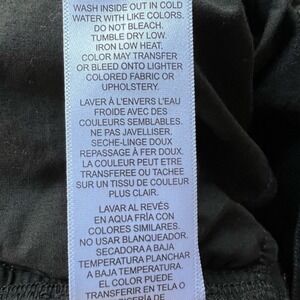 WASH INSIDE OUT IN COLD
WATER WITH LIKE COLORS.
DO NOT BLEACH.
TUMBLE DRY LOW.
IRON LOW HEAT.
COLOR MAY TRANSFER
OR BLEED ONTO LIGHTER
COLORED FABRIC OR
UPHOLSTERY.
LAVER À L'ENVERS L'EAU
FROIDE AVEC DES
COULEURS SEMBLABLES.
NE PAS JAVELLISER.
SECHE-LINGE DOUX
REPASSAGE À FER DOUX.
LA COULEUR PEUT ETRE
TRANSFEREE OU TACHEE
SUR UN TISSU DE COULEUR
PLUS CLAIR.
LAVAR AL REVÉS
EN AQUA FRÍA CON
COLORES SIMILARES.
NO USAR BLANQUEADOR.
SECADORA A BAJA
TEMPERATURA PLANCHAR
A BAJA TEMPERATURA.
EL COLOR PUEDE
TRANSFERIR EN TELA O